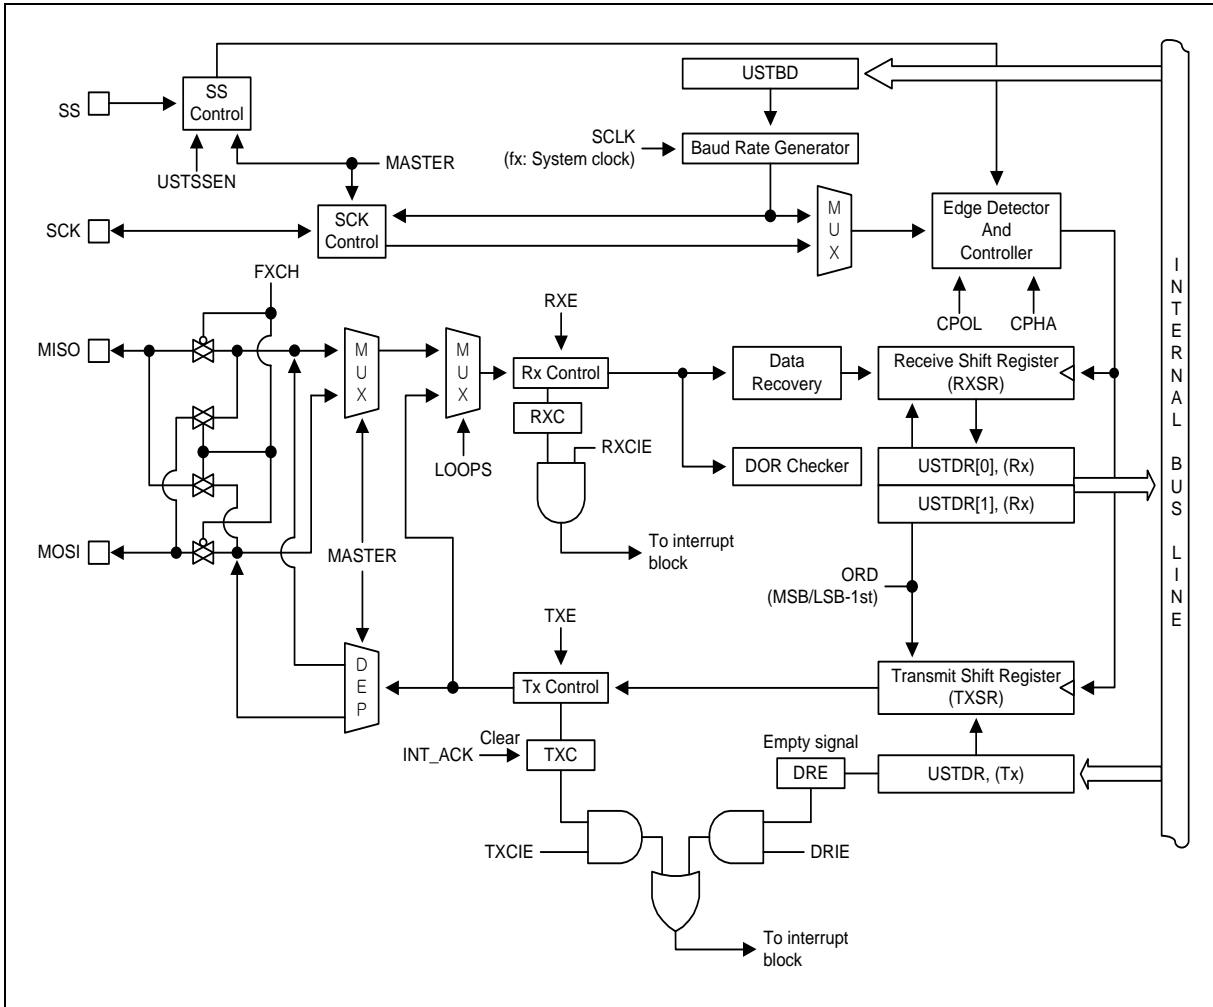 USTBD
SS
SS
Control
SCLK
(fx: System clock)
Baud Rate Generator
MASTER
USTSSEN
SCK
SCK
Control
M
U
X
Edge Detector
And
Controller
FXCH
RXE
CPOL
CPHA
MISO
M
U
X
M
U
X
Rx Control
Data
Recovery
Receive Shift Register
(RXSR)
RXC
RXCIE
LOOPS
DOR Checker
USTDR[0], (Rx)
USTDR[1], (Rx)
MOSI
MASTER
To interrupt
block
ORD
(MSB/LSB-1st)
TXE
D
E
P
Tx Control
Transmit Shift Register
(TXSR)
Clear
INT_ACK
TXC
Empty signal
DRE
USTDR, (Tx)
TXCIE
DRIE
To interrupt
block
I
N
T
E
R
N
A
L
B
U
S
L
I
N
E